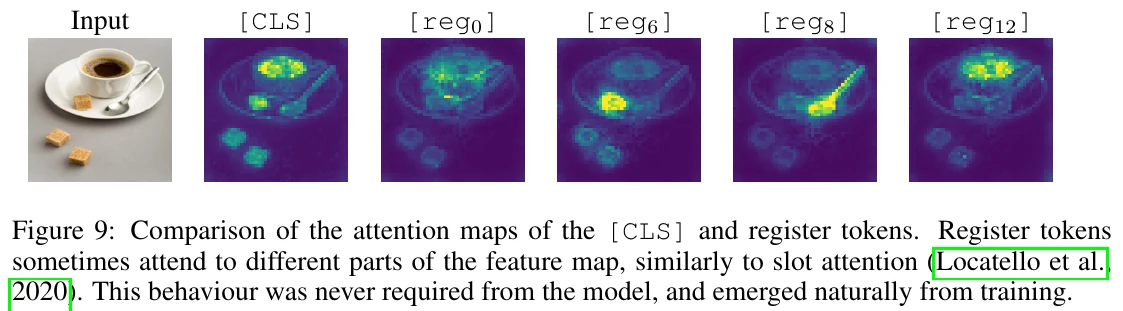 Input [CLS] [reg₀] [reg₆] [reg₈] [reg₁₂]
Figure 9: Comparison of the attention maps of the [CLS] and register tokens. Register tokens
sometimes attend to different parts of the feature map, similarly to slot attention (Locatello et al.,
2020). This behaviour was never required from the model, and emerged naturally from training.